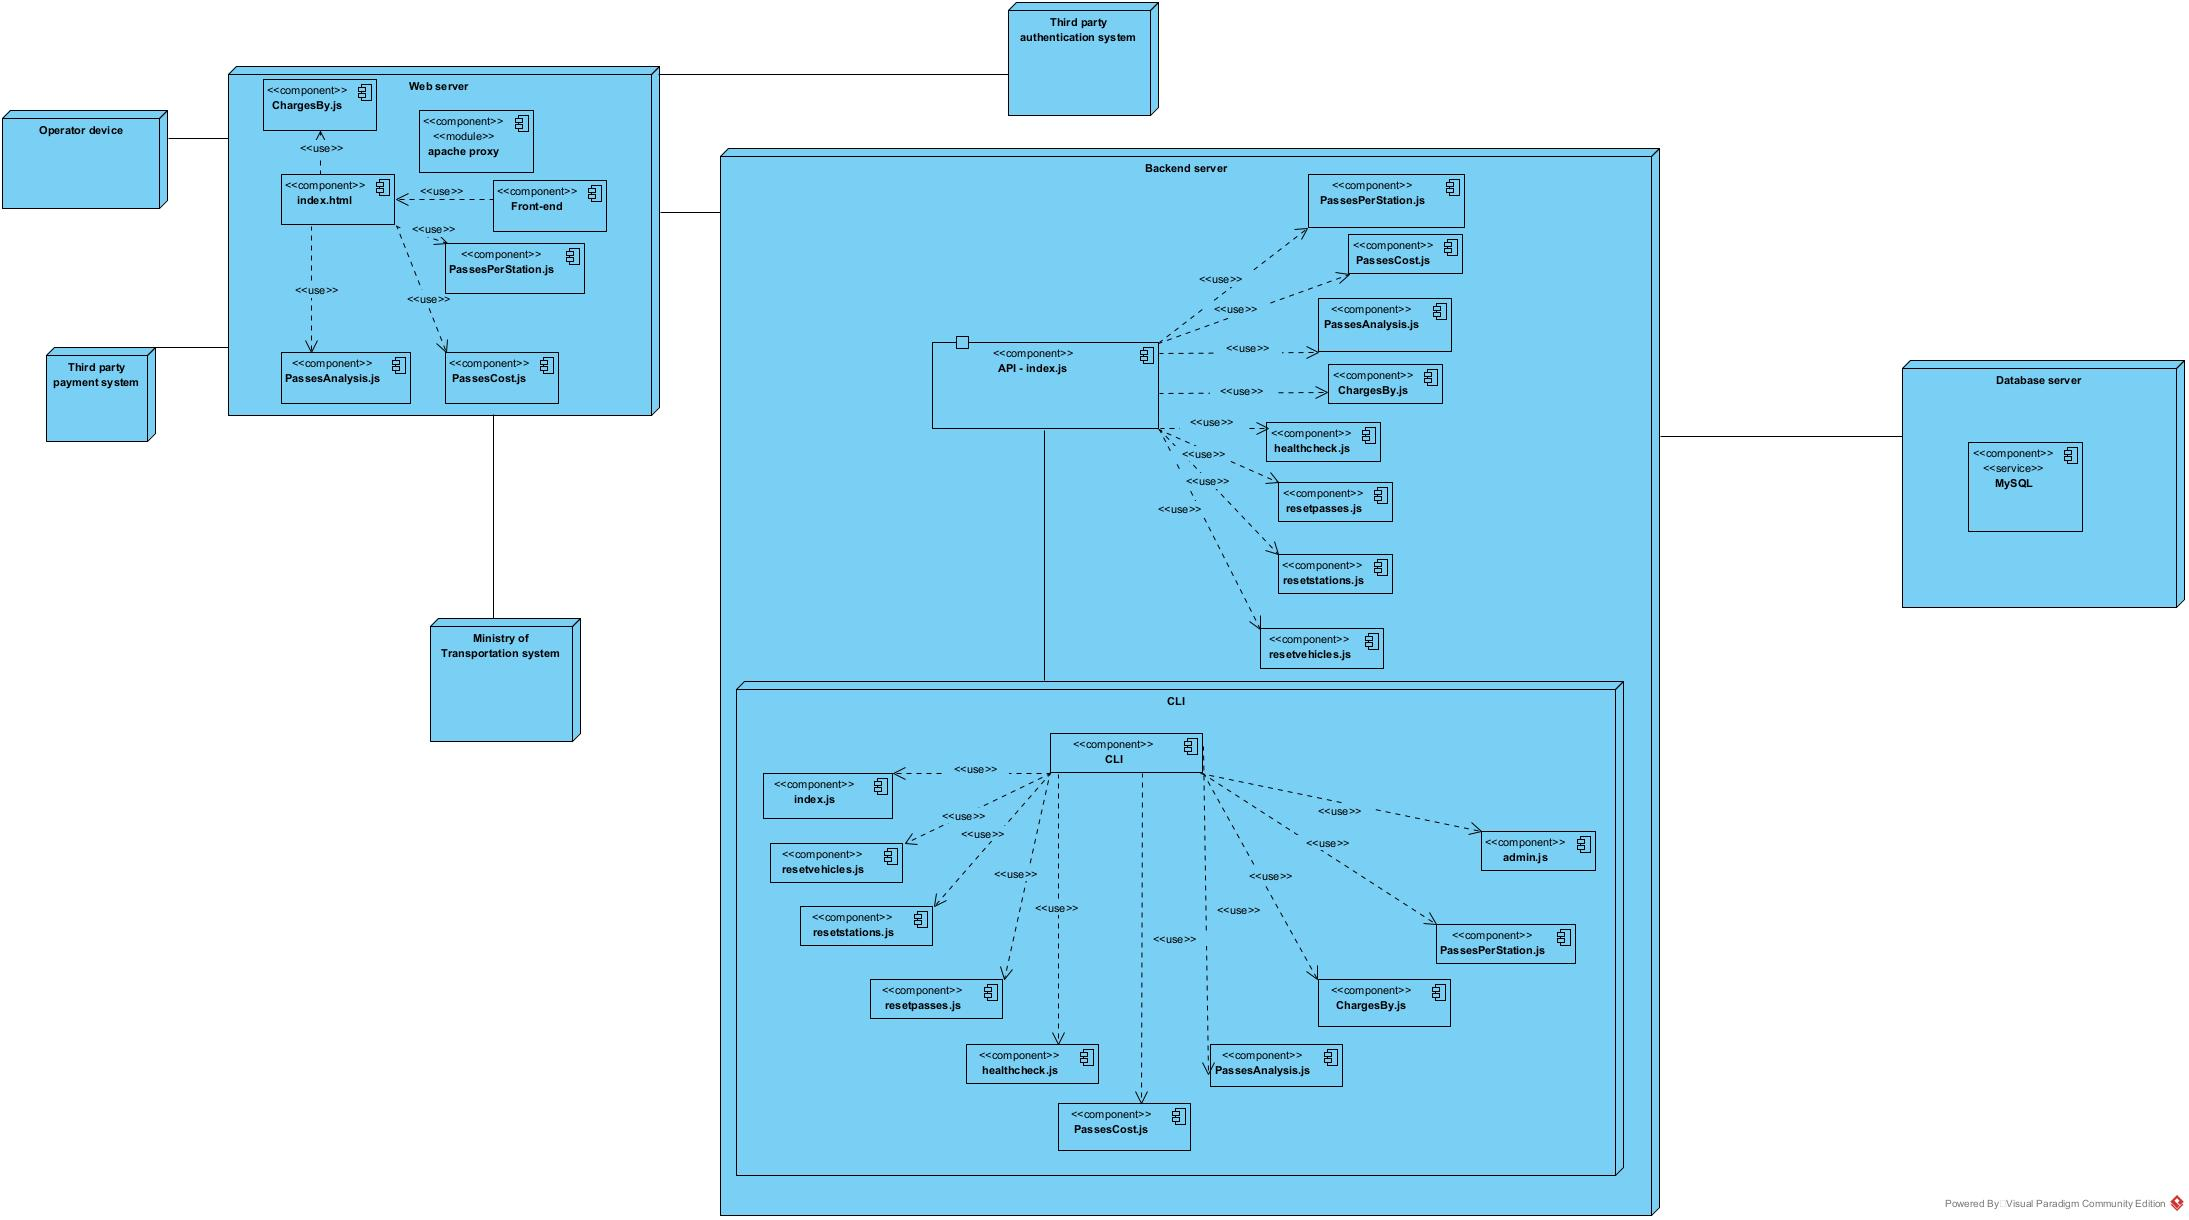 Third party
authentication system
Web server
<<component>>
ChargesBy.js
<<component>>
<<module>>
apache proxy
<<use>>
<<component>>
index.html
<<use>>
<<component>>
Front-end
<<use>>
<<component>>
PassesPerStation.js
<<use>>
<<use>>
<<component>>
PassesAnalysis.js
<<component>>
PassesCost.js
Operator device
Third party
payment system
Ministry of
Transportation system
Backend server
<<component>>
PassesPerStation.js
<<component>>
PassesCost.js
<<use>>
<<use>>
<<component>>
PassesAnalysis.js
<<component>>
API - index.js
<<use>>
<<component>>
ChargesBy.js
<<use>>
<<use>>
<<component>>
healthcheck.js
<<use>>
<<use>>
<<component>>
resetpasses.js
<<use>>
<<component>>
resetstations.js
<<component>>
resetvehicles.js
CLI
<<component>>
CLI
<<use>>
<<component>>
index.js
<<use>>
<<use>>
<<use>>
<<use>>
<<component>>
admin.js
<<component>>
resetvehicles.js
<<use>>
<<use>>
<<use>>
<<use>>
<<component>>
resetstations.js
<<use>>
<<component>>
PassesPerStation.js
<<component>>
resetpasses.js
<<component>>
ChargesBy.js
<<component>>
healthcheck.js
<<component>>
PassesAnalysis.js
<<component>>
PassesCost.js
Database server
<<component>>
<<service>>
MySQL
Powered By Visual Paradigm Community Edition